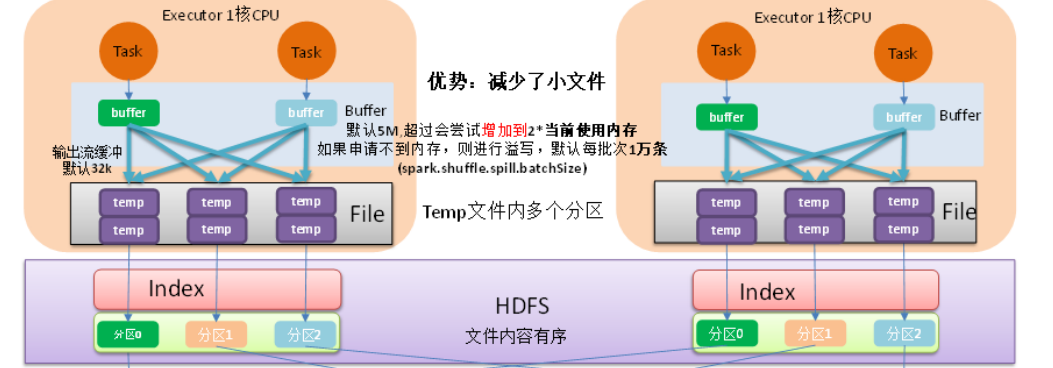 Executor 1核CPU
Executor 1核CPU
Task
Task
Task
Task
优势：减少了小文件
buffer
buffer
Buffer
buffer
buffer
Buffer
默认5M,超过会尝试增加到2*当前使用内存
如果申请不到内存，则进行溢写，默认每批次1万条
(spark.shuffle.spill.batchSize)
输出流缓冲
默认32k
temp
temp
temp
temp
temp
temp
File
Temp文件内多个分区
temp
temp
temp
temp
temp
temp
File
Index
HDFS
Index
分区0
分区1
分区2
文件内容有序
分区0
分区1
分区2